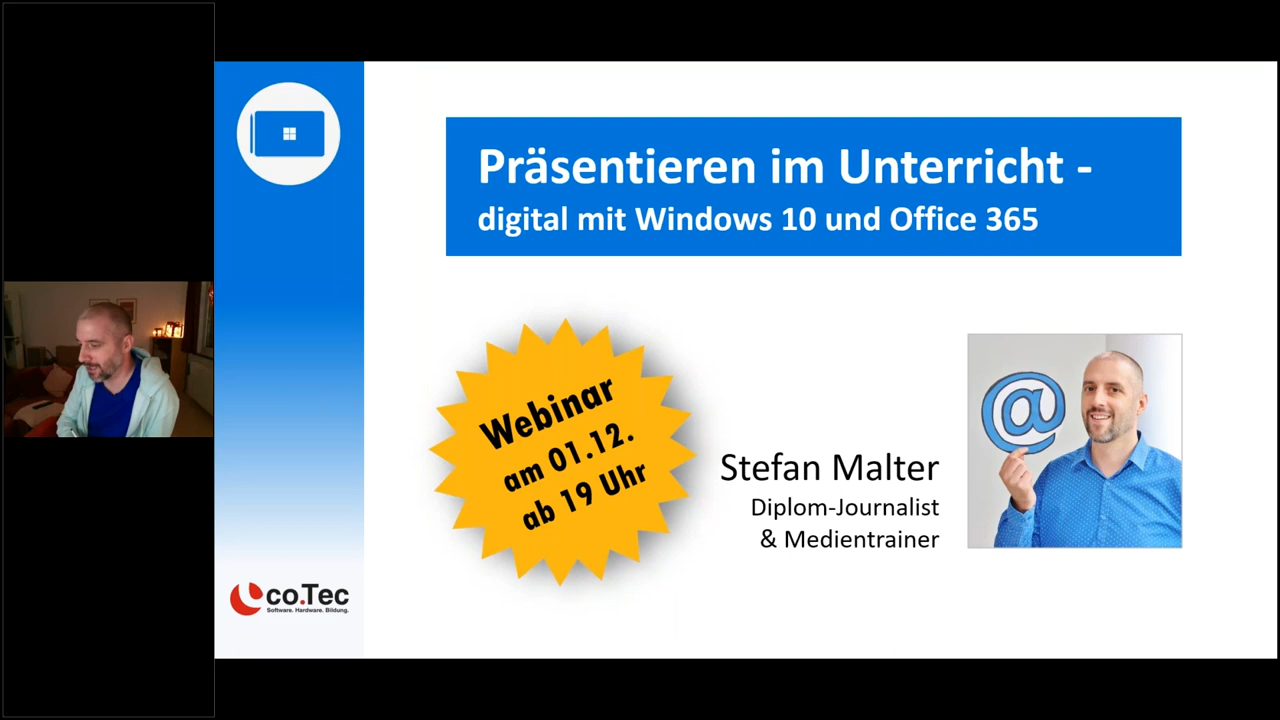 Präsentieren im Unterricht -
digital mit Windows 10 und Office 365
Webinar
am 01.12.
ab 19 Uhr
Stefan Malter
Diplom-Journalist
& Medientrainer
@
co.Tec
Software. Hardware. Bildung.